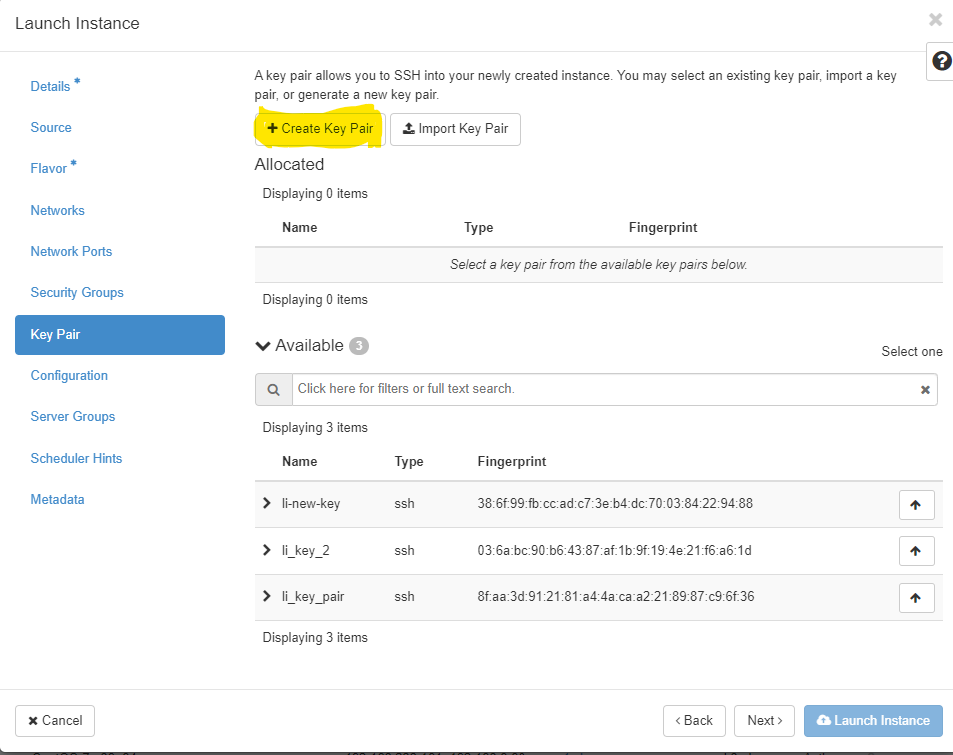 Launch Instance
Details *
Source
Flavor *
Networks
Network Ports
Security Groups
Key Pair
Configuration
Server Groups
Scheduler Hints
Metadata
A key pair allows you to SSH into your newly created instance. You may select an existing key pair, import a key
pair, or generate a new key pair.
+ Create Key Pair Import Key Pair
Allocated
Displaying 0 items
Name Type Fingerprint
Select a key pair from the available key pairs below.
Displaying 0 items
Available 3
Select one
Click here for filters or full text search.
Displaying 3 items
Name Type Fingerprint
li-new-key ssh 38:6f:99:fb:cc:ad:c7:3e:b4:dc:70:03:84:22:94:88
li_key_2 ssh 03:6a:bc:90:b6:43:87:af:1b:9f:19:4e:21:f6:a6:1d
li_key_pair ssh 8f:aa:3d:91:21:81:a4:4a:ca:a2:21:89:87:c9:6f:36
Displaying 3 items
Cancel
‹ Back Next › Launch Instance